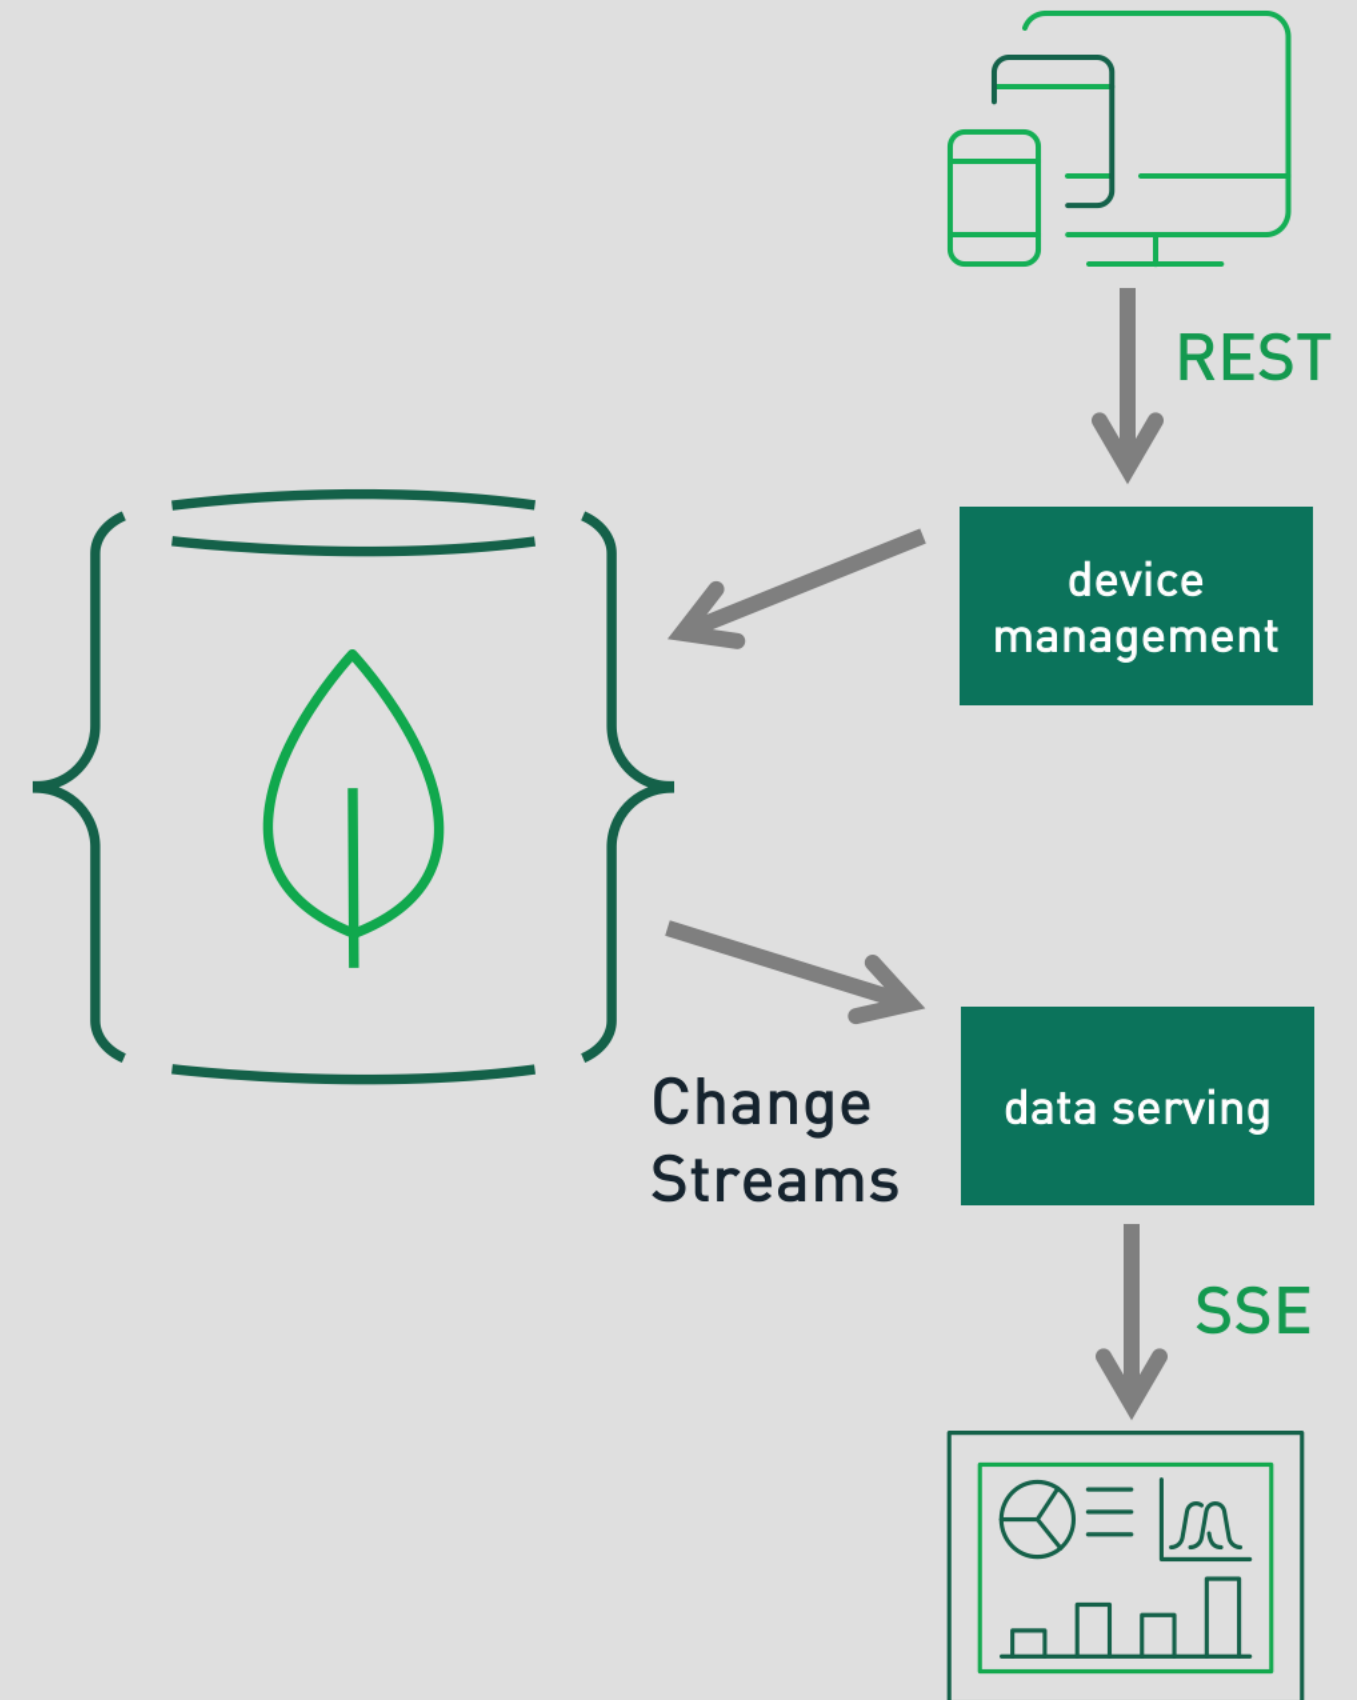 REST
device
management
Change
Streams
data serving
SSE